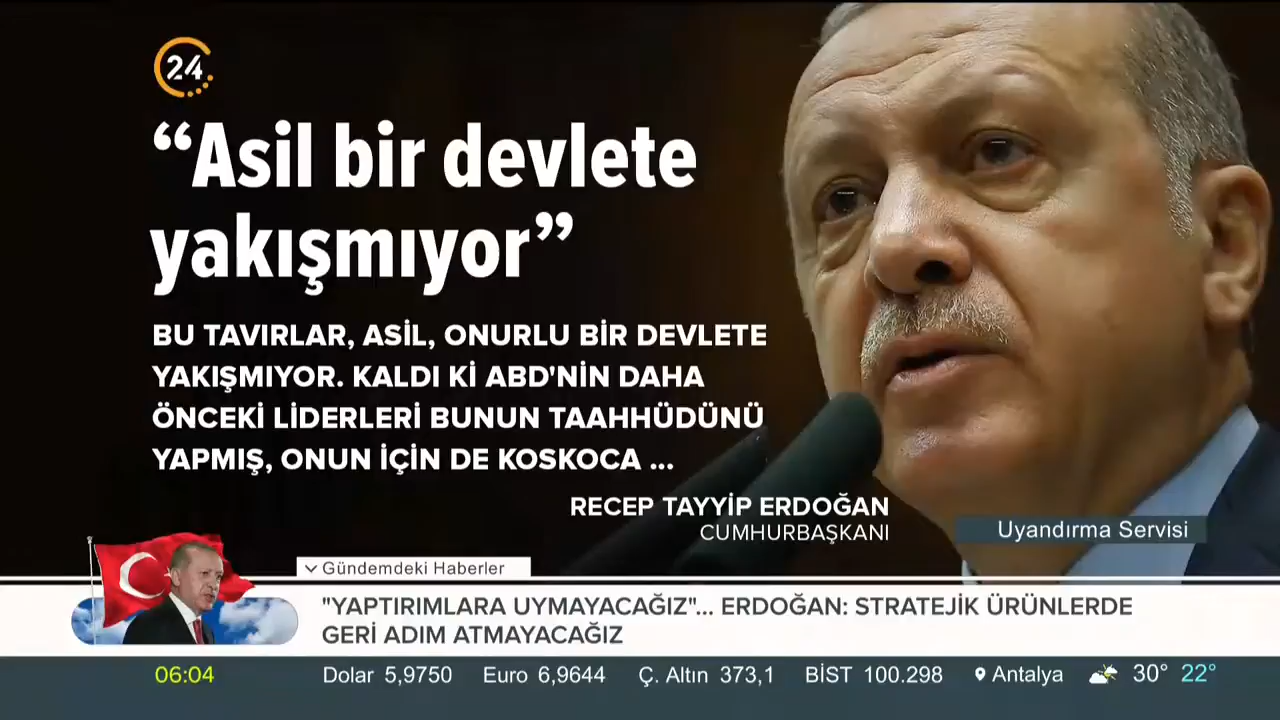 24
“Asil bir devlete
yakışmıyor”
BU TAVIRLAR, ASİL, ONURLU BİR DEVLETE
YAKIŞMIYOR. KALDI Kİ ABD'NİN DAHA
ÖNCEKİ LİDERLERİ BUNUN TAAHHÜDÜNÜ
YAPMIŞ, ONUN İÇİN DE KOSKOCA ...
RECEP TAYYİP ERDOĞAN
CUMHURBAŞKANI
Uyandırma Servisi
Gündemdeki Haberler
"YAPTIRIMLARA UYMAYACAĞIZ"... ERDOĞAN: STRATEJİK ÜRÜNLERDE
GERİ ADIM ATMAYACAĞIZ
06:04 Dolar 5,9750 Euro 6,9644 Ç. Altın 373,1 BİST 100.298 Antalya 30° 22°